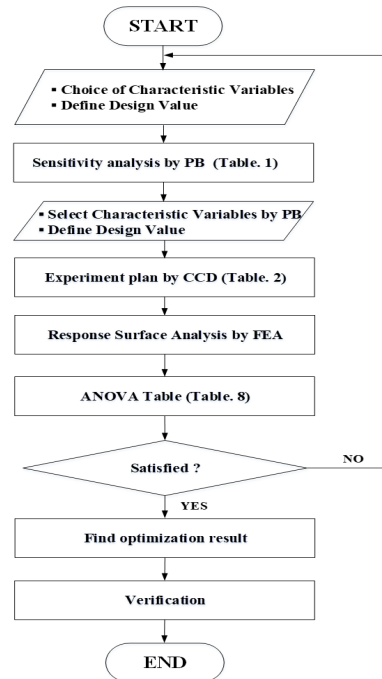 START
▪ Choice of Characteristic Variables
▪ Define Design Value
Sensitivity analysis by PB (Table. 1)
▪ Select Characteristic Variables by PB
▪ Define Design Value
Experiment plan by CCD (Table. 2)
Response Surface Analysis by FEA
ANOVA Table (Table. 8)
Satisfied ?
NO
YES
Find optimization result
Verification
END